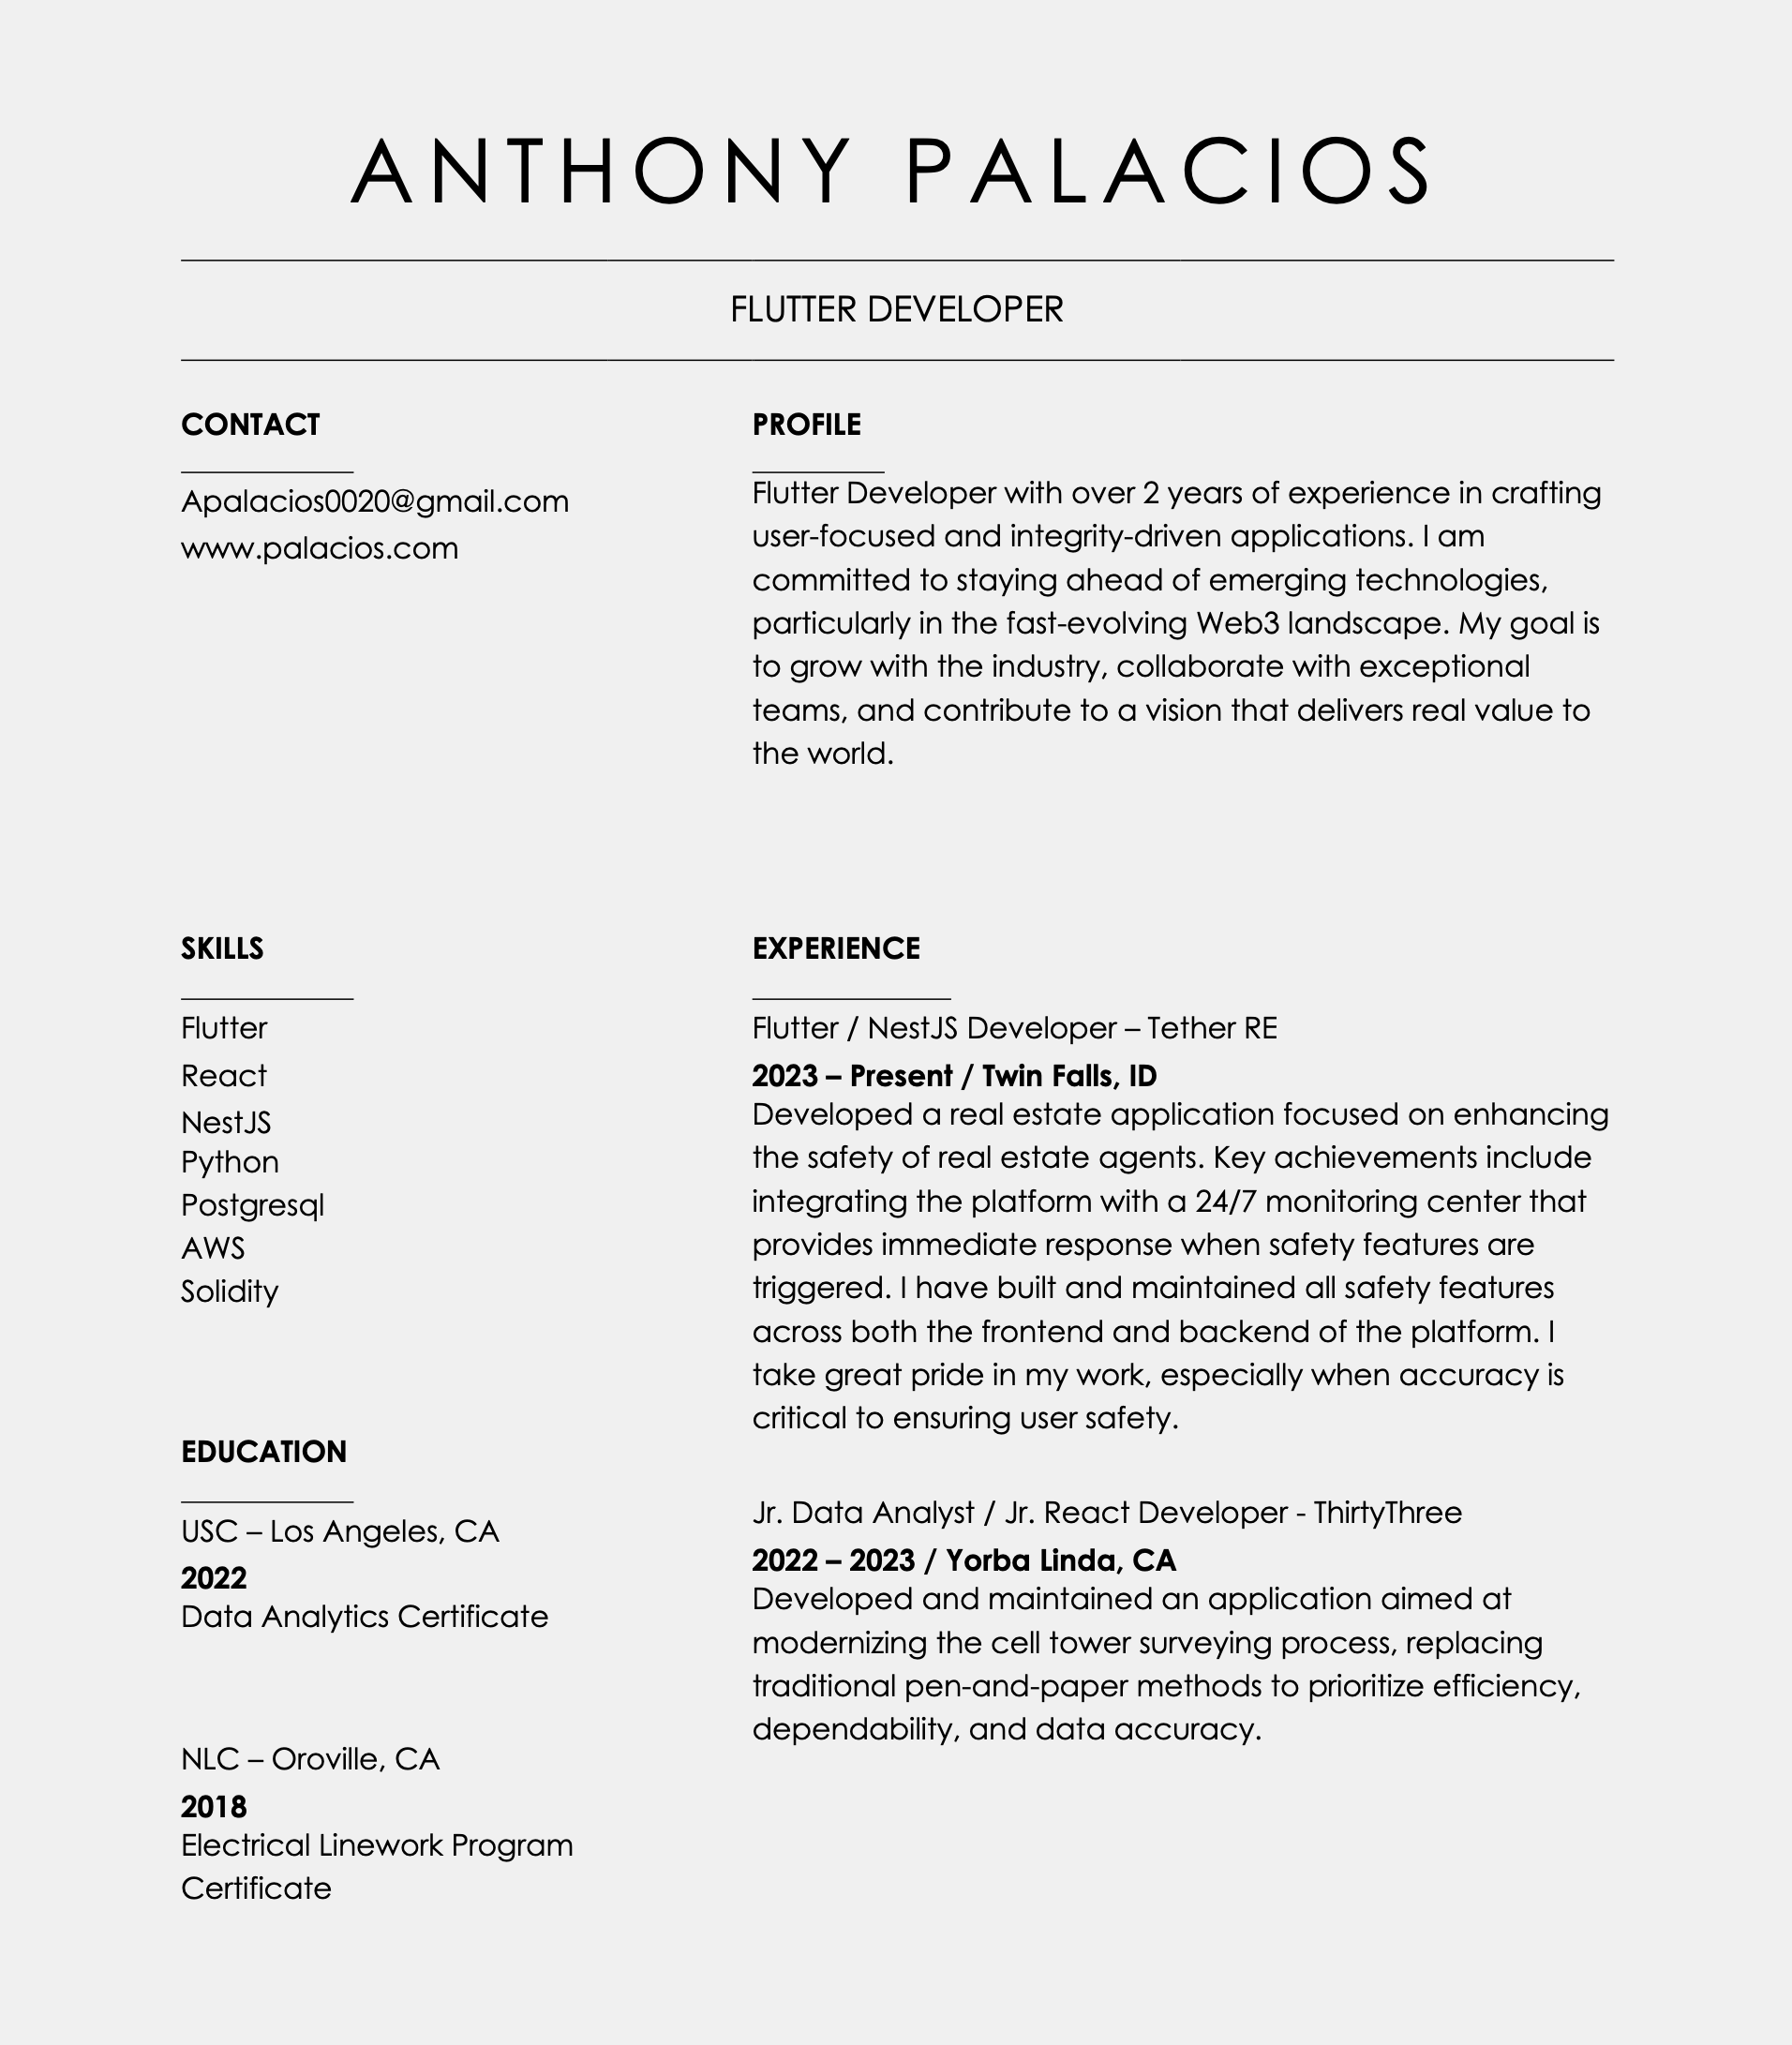 ANTHONY PALACIOS
FLUTTER DEVELOPER
CONTACT
Apalacios0020@gmail.com
www.palacios.com
PROFILE
Flutter Developer with over 2 years of experience in crafting
user-focused and integrity-driven applications. I am
committed to staying ahead of emerging technologies,
particularly in the fast-evolving Web3 landscape. My goal is
to grow with the industry, collaborate with exceptional
teams, and contribute to a vision that delivers real value to
the world.
SKILLS
Flutter
React
NestJS
Python
Postgresql
AWS
Solidity
EDUCATION
USC – Los Angeles, CA
2022
Data Analytics Certificate
NLC – Oroville, CA
2018
Electrical Linework Program
Certificate
EXPERIENCE
Flutter / NestJS Developer – Tether RE
2023 – Present / Twin Falls, ID
Developed a real estate application focused on enhancing
the safety of real estate agents. Key achievements include
integrating the platform with a 24/7 monitoring center that
provides immediate response when safety features are
triggered. I have built and maintained all safety features
across both the frontend and backend of the platform. I
take great pride in my work, especially when accuracy is
critical to ensuring user safety.
Jr. Data Analyst / Jr. React Developer - ThirtyThree
2022 – 2023 / Yorba Linda, CA
Developed and maintained an application aimed at
modernizing the cell tower surveying process, replacing
traditional pen-and-paper methods to prioritize efficiency,
dependability, and data accuracy.